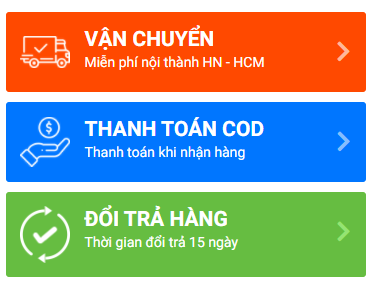 VẬN CHUYỂN
Miễn phí nội thành HN - HCM
THANH TOÁN COD
Thanh toán khi nhận hàng
ĐỔI TRẢ HÀNG
Thời gian đổi trả 15 ngày